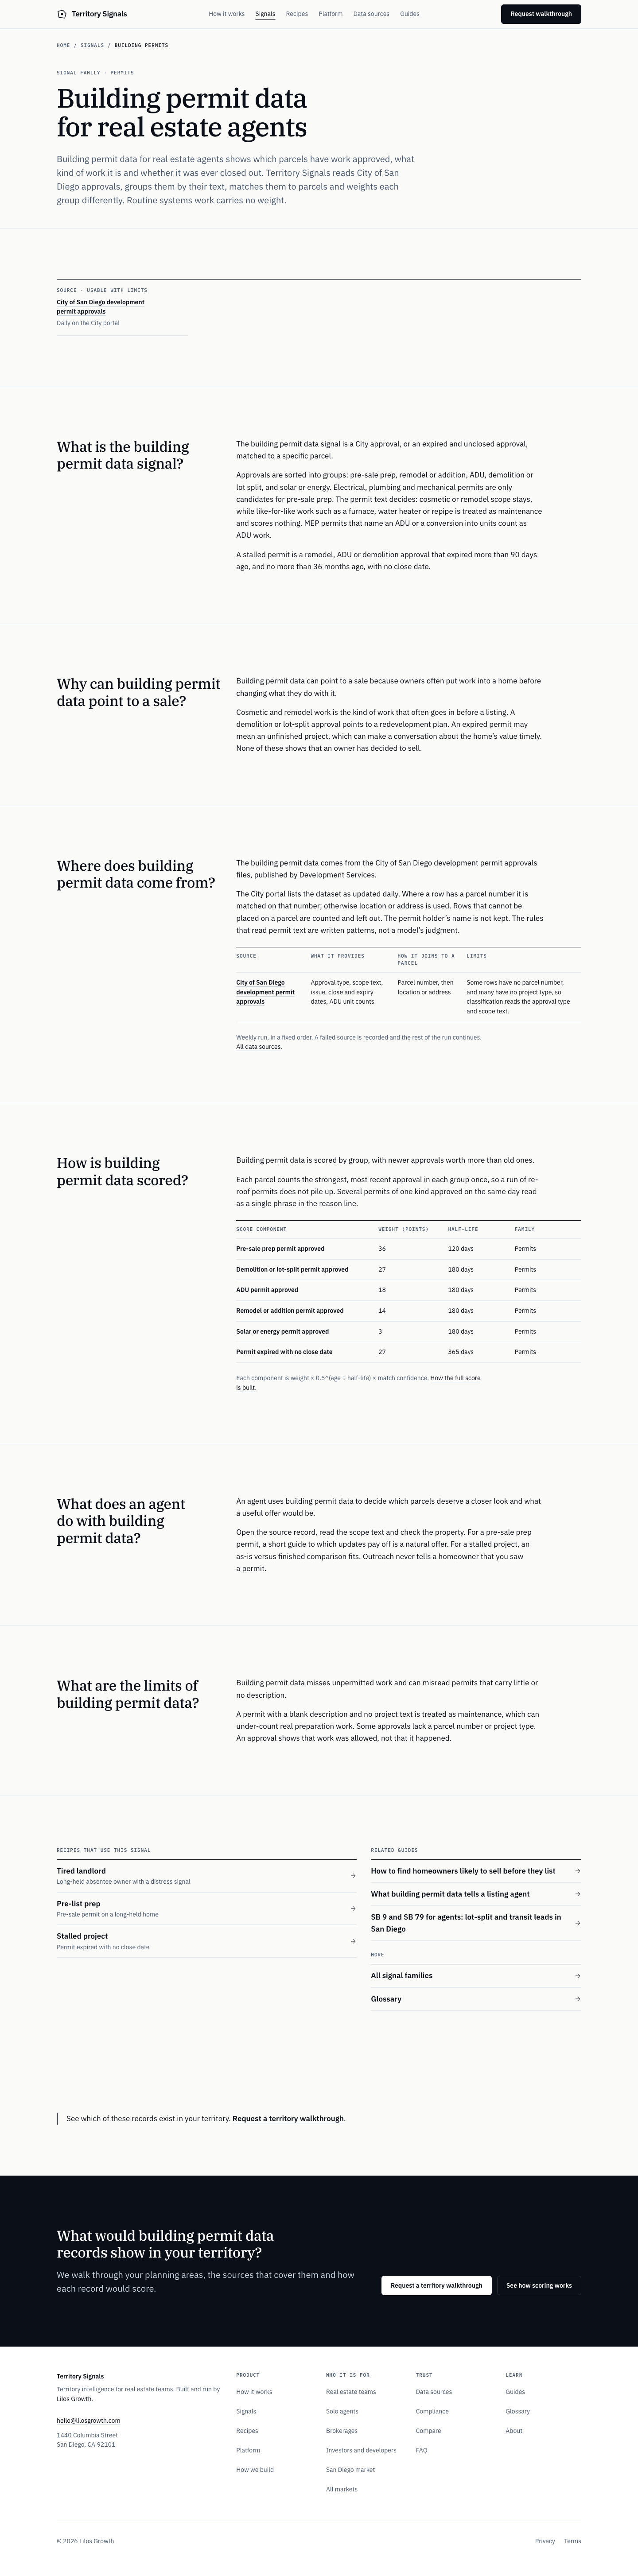 Territory Signals
How it works
Signals
Recipes
Platform
Data sources
Guides
Request walkthrough
HOME / SIGNALS / BUILDING PERMITS
SIGNAL FAMILY · PERMITS
Building permit data
for real estate agents
Building permit data for real estate agents shows which parcels have work approved, what
kind of work it is and whether it was ever closed out. Territory Signals reads City of San
Diego approvals, groups them by their text, matches them to parcels and weights each
group differently. Routine systems work carries no weight.
SOURCE · USABLE WITH LIMITS
City of San Diego development
permit approvals
Daily on the City portal
What is the building
permit data signal?
The building permit data signal is a City approval, or an expired and unclosed approval,
matched to a specific parcel.
Approvals are sorted into groups: pre-sale prep, remodel or addition, ADU, demolition or
lot split, and solar or energy. Electrical, plumbing and mechanical permits are only
candidates for pre-sale prep. The permit text decides: cosmetic or remodel scope stays,
while like-for-like work such as a furnace, water heater or repipe is treated as maintenance
and scores nothing. MEP permits that name an ADU or a conversion into units count as
ADU work.
A stalled permit is a remodel, ADU or demolition approval that expired more than 90 days
ago, and no more than 36 months ago, with no close date.
Why can building permit
data point to a sale?
Building permit data can point to a sale because owners often put work into a home before
changing what they do with it.
Cosmetic and remodel work is the kind of work that often goes in before a listing. A
demolition or lot-split approval points to a redevelopment plan. An expired permit may
mean an unfinished project, which can make a conversation about the home's value timely.
None of these shows that an owner has decided to sell.
Where does building
permit data come from?
The building permit data comes from the City of San Diego development permit approvals
files, published by Development Services.
The City portal lists the dataset as updated daily. Where a row has a parcel number it is
matched on that number; otherwise location or address is used. Rows that cannot be
placed on a parcel are counted and left out. The permit holder's name is not kept. The rules
that read permit text are written patterns, not a model's judgment.
SOURCE
WHAT IT PROVIDES
HOW IT JOINS TO A
PARCEL
LIMITS
City of San Diego
development permit
approvals
Approval type, scope text,
issue, close and expiry
dates, ADU unit counts
Parcel number, then
location or address
Some rows have no parcel number,
and many have no project type, so
classification reads the approval type
and scope text.
Weekly run, in a fixed order. A failed source is recorded and the rest of the run continues.
All data sources.
How is building
permit data scored?
Building permit data is scored by group, with newer approvals worth more than old ones.
Each parcel counts the strongest, most recent approval in each group once, so a run of re-
roof permits does not pile up. Several permits of one kind approved on the same day read
as a single phrase in the reason line.
SCORE COMPONENT
WEIGHT (POINTS)
HALF-LIFE
FAMILY
Pre-sale prep permit approved
36
120 days
Permits
Demolition or lot-split permit approved
27
180 days
Permits
ADU permit approved
18
180 days
Permits
Remodel or addition permit approved
14
180 days
Permits
Solar or energy permit approved
3
180 days
Permits
Permit expired with no close date
27
365 days
Permits
Each component is weight × 0.5^(age ÷ half-life) × match confidence. How the full score
is built.
What does an agent
do with building
permit data?
An agent uses building permit data to decide which parcels deserve a closer look and what
a useful offer would be.
Open the source record, read the scope text and check the property. For a pre-sale prep
permit, a short guide to which updates pay off is a natural offer. For a stalled project, an
as-is versus finished comparison fits. Outreach never tells a homeowner that you saw
a permit.
What are the limits of
building permit data?
Building permit data misses unpermitted work and can misread permits that carry little or
no description.
A permit with a blank description and no project text is treated as maintenance, which can
under-count real preparation work. Some approvals lack a parcel number or project type.
An approval shows that work was allowed, not that it happened.
RECIPES THAT USE THIS SIGNAL
Tired landlord
Long-held absentee owner with a distress signal
Pre-list prep
Pre-sale permit on a long-held home
Stalled project
Permit expired with no close date
RELATED GUIDES
How to find homeowners likely to sell before they list
What building permit data tells a listing agent
SB 9 and SB 79 for agents: lot-split and transit leads in
San Diego
MORE
All signal families
Glossary
See which of these records exist in your territory. Request a territory walkthrough.
What would building permit data
records show in your territory?
We walk through your planning areas, the sources that cover them and how
each record would score.
Request a territory walkthrough
See how scoring works
Territory Signals
Territory intelligence for real estate teams. Built and run by
Lilos Growth.
hello@lilosgrowth.com
1440 Columbia Street
San Diego, CA 92101
PRODUCT
How it works
Signals
Recipes
Platform
How we build
WHO IT IS FOR
Real estate teams
Solo agents
Brokerages
Investors and developers
San Diego market
All markets
TRUST
Data sources
Compliance
Compare
FAQ
LEARN
Guides
Glossary
About
© 2026 Lilos Growth
Privacy
Terms